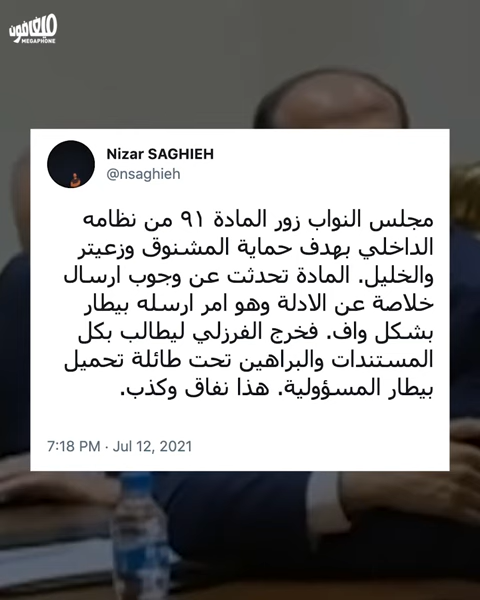 ميغافون
MEGAPHONE
Nizar SAGHIEH
@nsaghieh
مجلس النواب زور المادة ٩١ من نظامه
الداخلي بهدف حماية المشنوق وزعيتر
والخليل. المادة تحدثت عن وجوب ارسال
خلاصة عن الادلة وهو امر ارسله بيطار
بشكل واف. فخرج الفرزلي ليطالب بكل
المستندات والبراهين تحت طائلة تحميل
بيطار المسؤولية. هذا نفاق وكذب.
7:18 PM · Jul 12, 2021